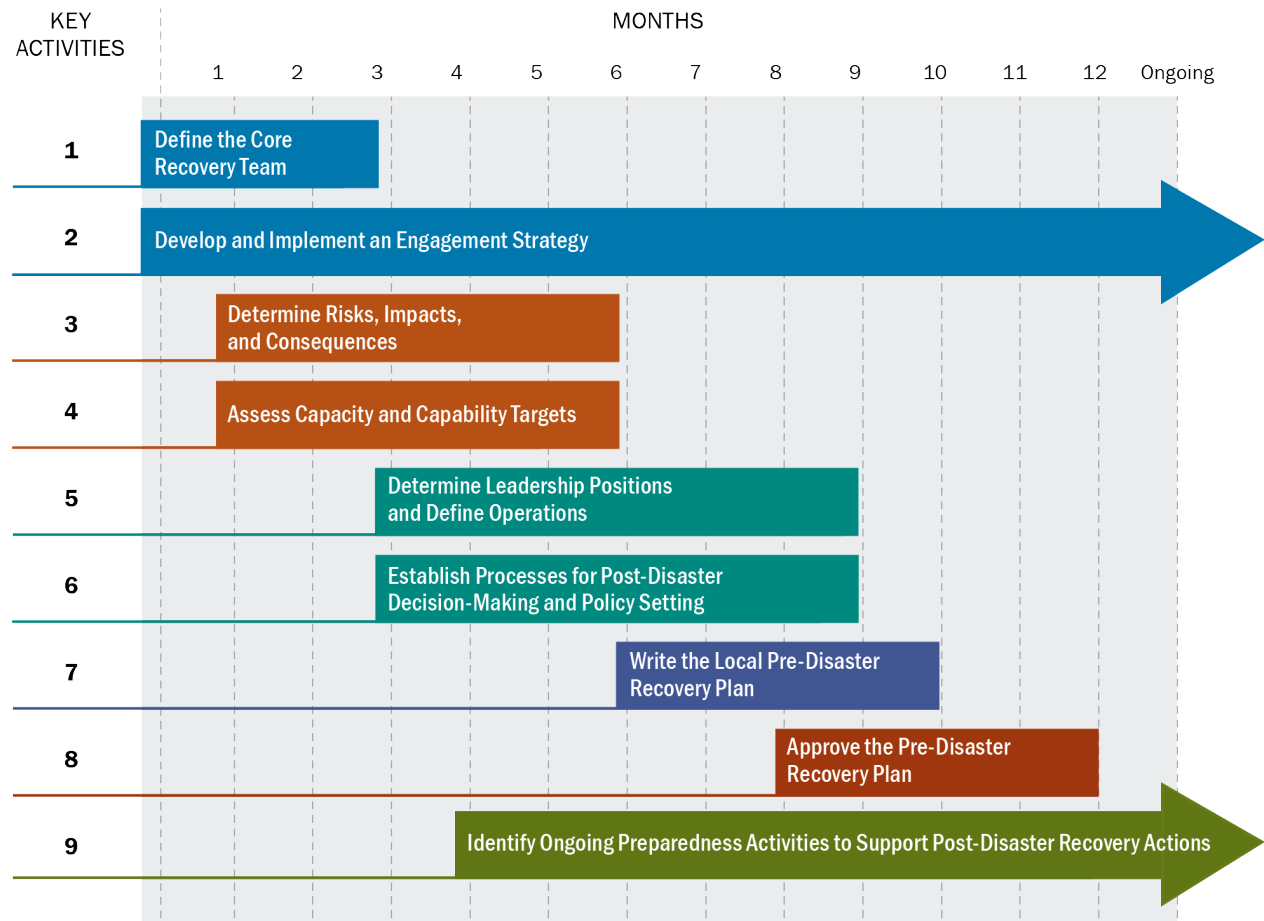 KEY
ACTIVITIES
MONTHS
1 2 3 4 5 6 7 8 9 10 11 12 Ongoing
1
Define the Core
Recovery Team
2
Develop and Implement an Engagement Strategy
3
Determine Risks, Impacts,
and Consequences
4
Assess Capacity and Capability Targets
5
Determine Leadership Positions
and Define Operations
6
Establish Processes for Post-Disaster
Decision-Making and Policy Setting
7
Write the Local Pre-Disaster
Recovery Plan
8
Approve the Pre-Disaster
Recovery Plan
9
Identify Ongoing Preparedness Activities to Support Post-Disaster Recovery Actions